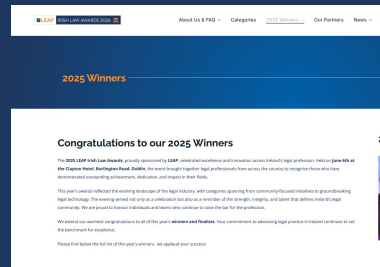 LEAP IRISH LAW AWARDS 2026
About Us & FAQ Categories 2025 Winners Our Partners News
2025 Winners
Congratulations to our 2025 Winners
The 2025 LEAP Irish Law Awards, proudly sponsored by LEAP, celebrated excellence and innovation across Ireland's legal profession. Held on June 6th at
the Clayton Hotel, Burlington Road, Dublin, the event brought together legal professionals from across the country to recognise those who have
demonstrated outstanding achievement, dedication, and impact in their fields.
This year's awards reflected the evolving landscape of the legal industry, with categories spanning from community-focused initiatives to groundbreaking
legal technology. The evening served not only as a celebration but also as a reminder of the strength, integrity, and talent that defines Ireland's legal
community. We are proud to honour individuals and teams who continue to raise the bar for the profession.
We extend our warmest congratulations to all of this year's winners and finalists. Your commitment to advancing legal practice in Ireland continues to set
the benchmark for excellence.
Please find below the full list of this year's winners, we applaud your success!